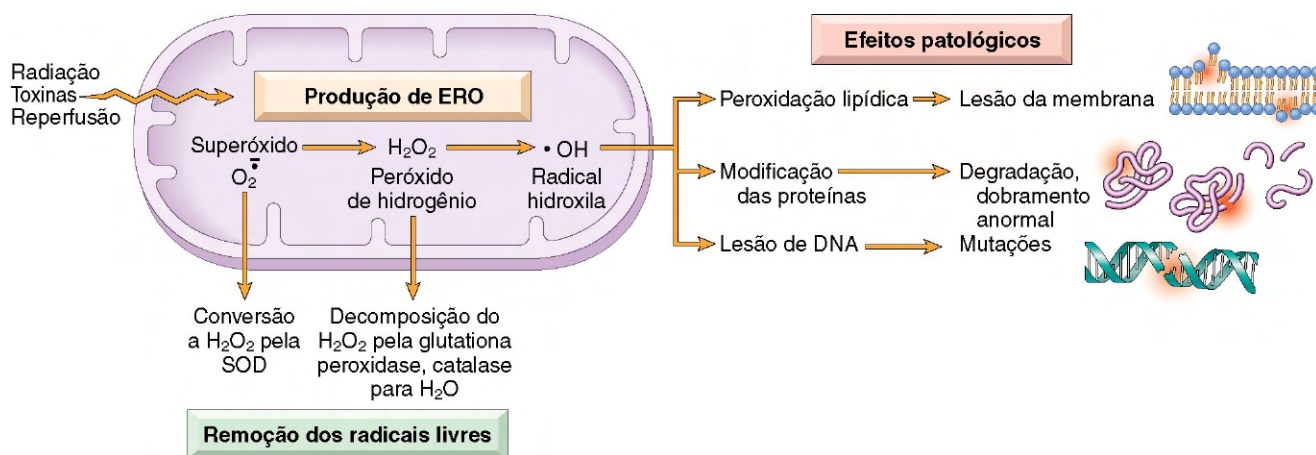 Efeitos patológicos
Radiação
Toxinas
Reperfusão
Produção de ERO
Superóxido
O₂•̅
H₂O₂
Peróxido
de hidrogênio
• OH
Radical
hidroxila
Peroxidação lipídica
Lesão da membrana
Modificação
das proteínas
Degradação,
dobramento
anormal
Lesão de DNA
Mutações
Conversão
a H₂O₂ pela
SOD
Decomposição do
H₂O₂ pela glutationa
peroxidase, catalase
para H₂O
Remoção dos radicais livres